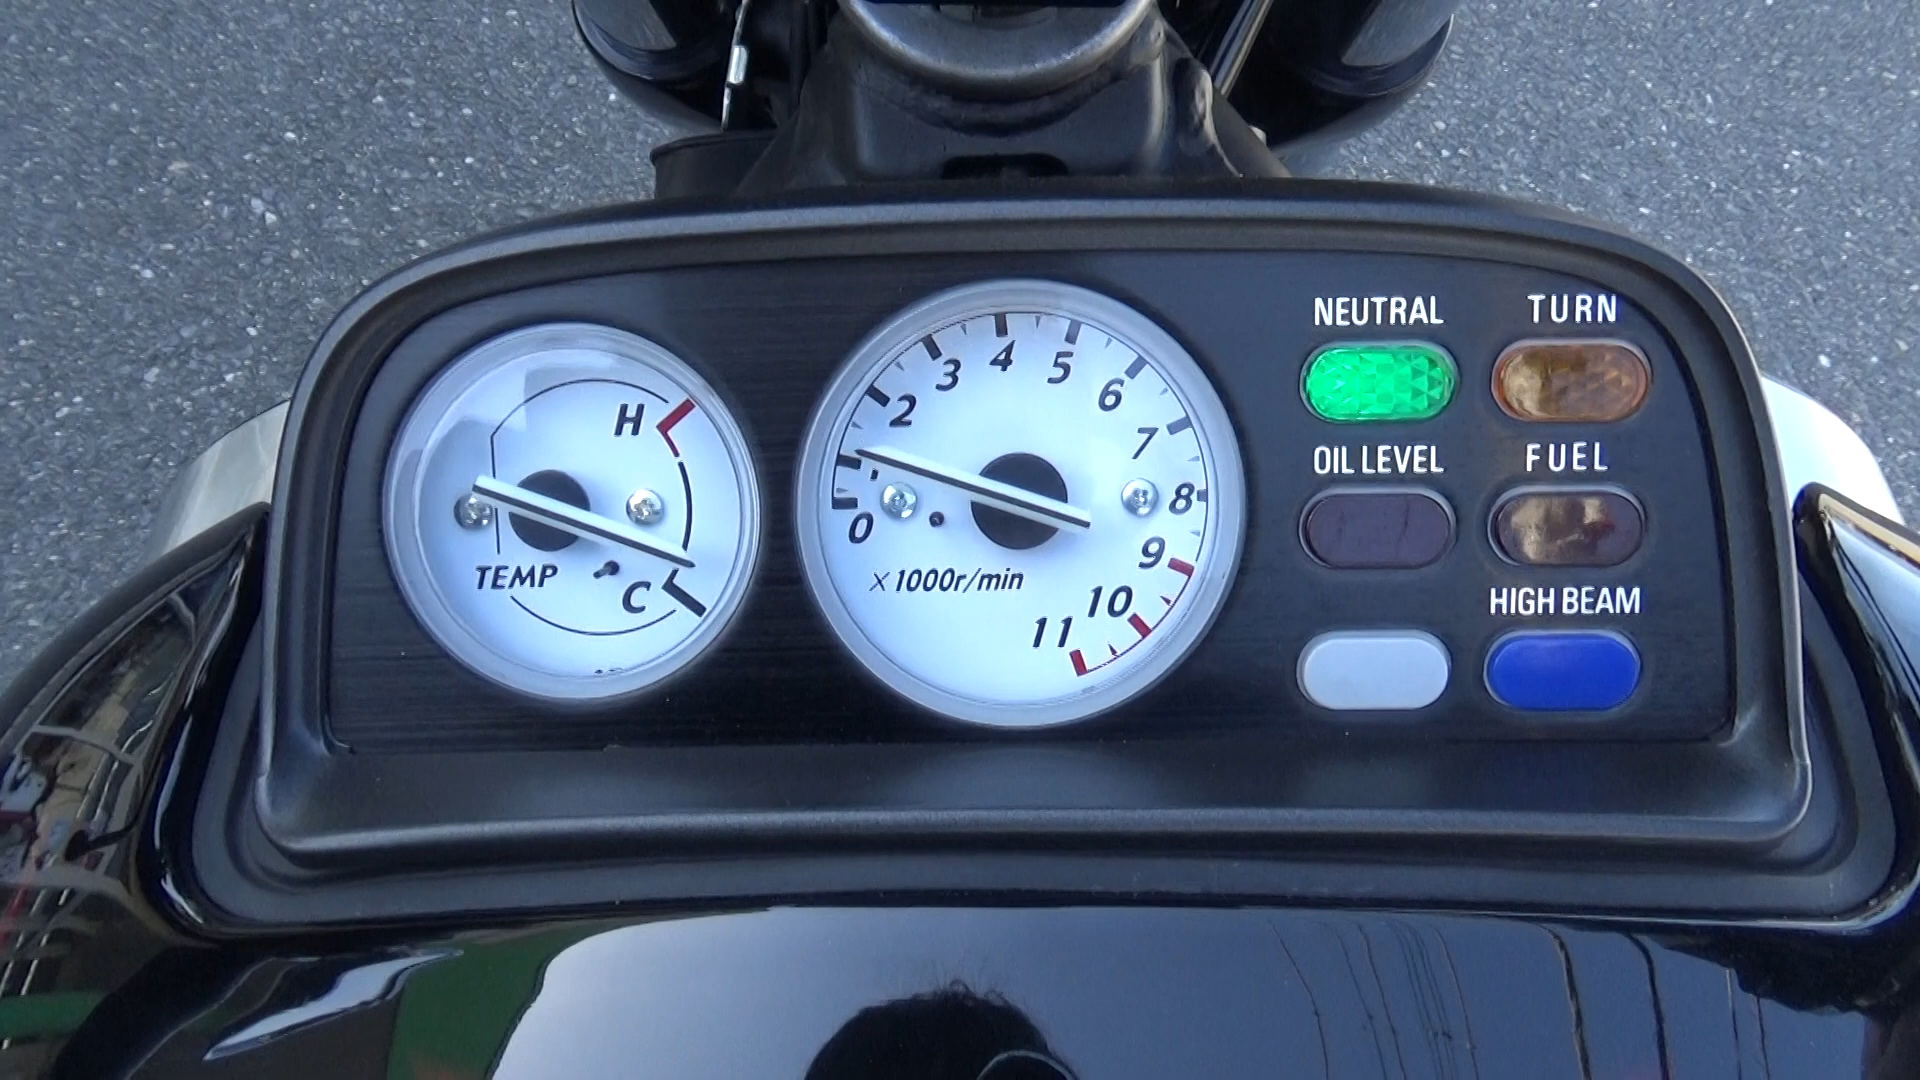 NEUTRAL TURN
OIL LEVEL FUEL
HIGH BEAM
H
TEMP
C
0
2
3
4
5
6
7
8
9
10
11
×1000r/min